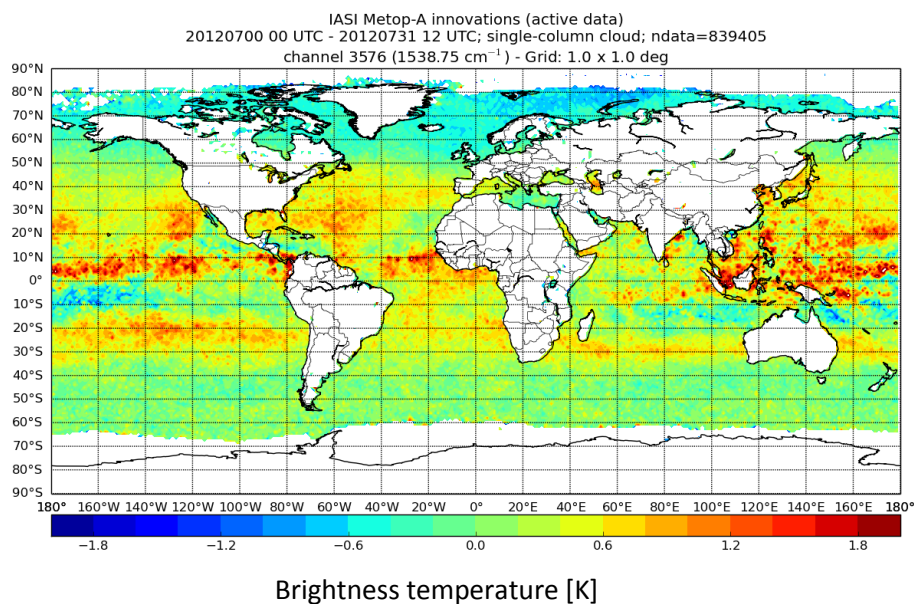 IASI Metop-A innovations (active data)
20120700 00 UTC - 20120731 12 UTC; single-column cloud; ndata=839405
channel 3576 (1538.75 cm⁻¹) - Grid: 1.0 x 1.0 deg
90°N
80°N
70°N
60°N
50°N
40°N
30°N
20°N
10°N
0°
10°S
20°S
30°S
40°S
50°S
60°S
70°S
80°S
90°S
180° 160°W 140°W 120°W 100°W 80°W 60°W 40°W 20°W 0° 20°E 40°E 60°E 80°E 100°E 120°E 140°E 160°E 180°
−1.8 −1.2 −0.6 0.0 0.6 1.2 1.8
Brightness temperature [K]